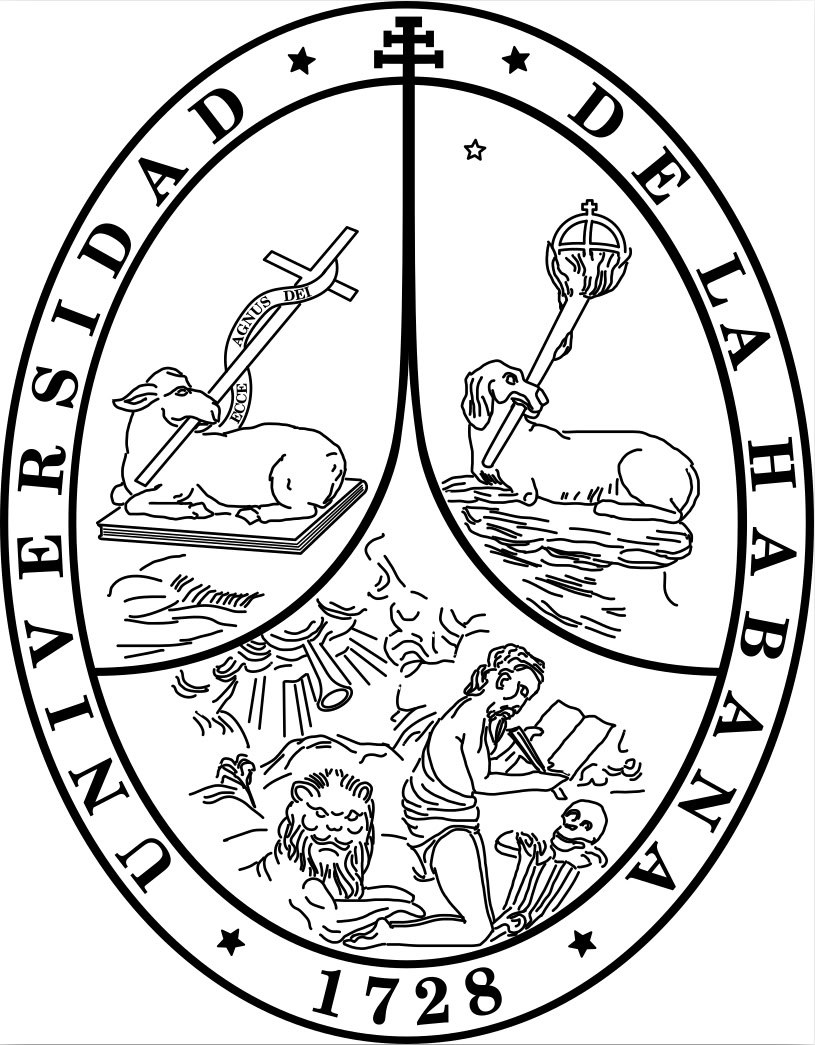 UNIVERSIDAD DE LA HABANA
1728
ECCE AGNUS DEI